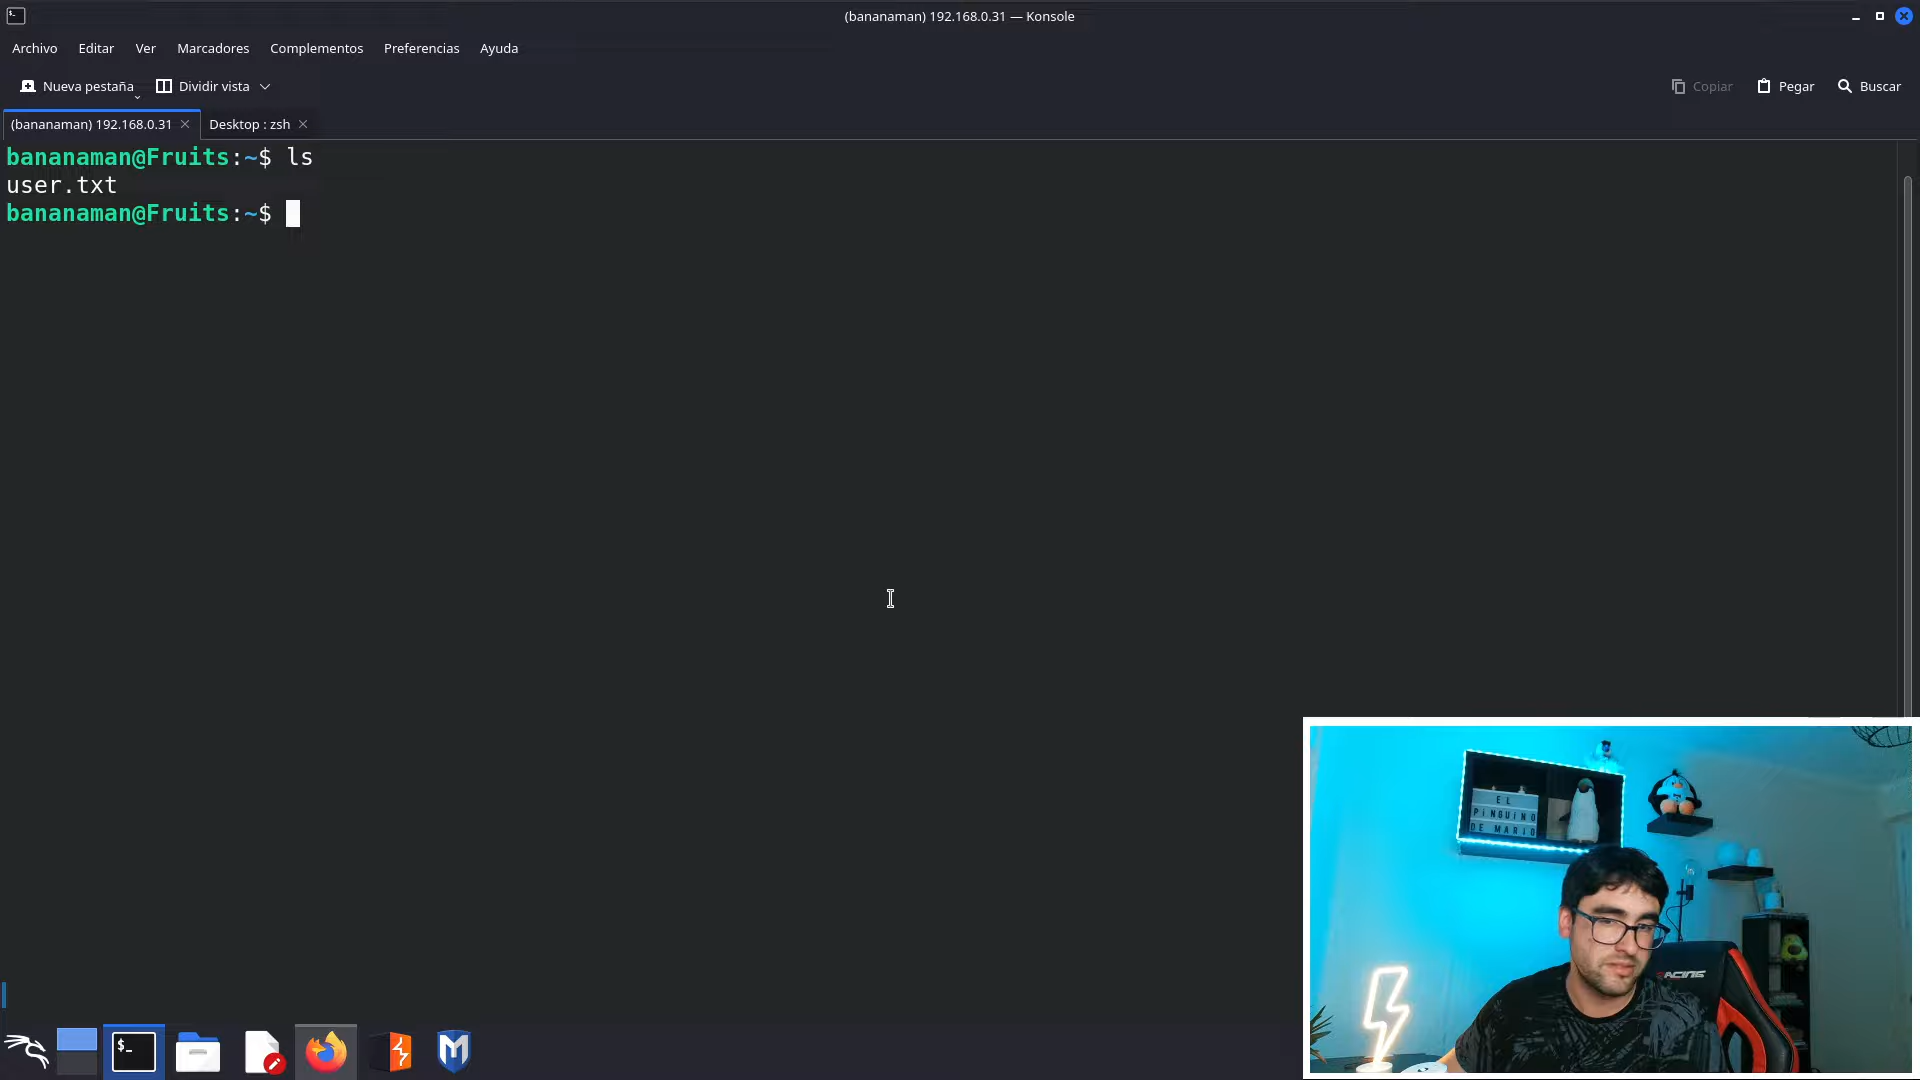 (bananaman) 192.168.0.31 — Konsole
Archivo Editar Ver Marcadores Complementos Preferencias Ayuda
Nueva pestaña Dividir vista Copiar Pegar Buscar
(bananaman) 192.168.0.31 Desktop : zsh
bananaman@Fruits:~$ ls
user.txt
bananaman@Fruits:~$
EL
PINGUINO
DE MARIO
RACING